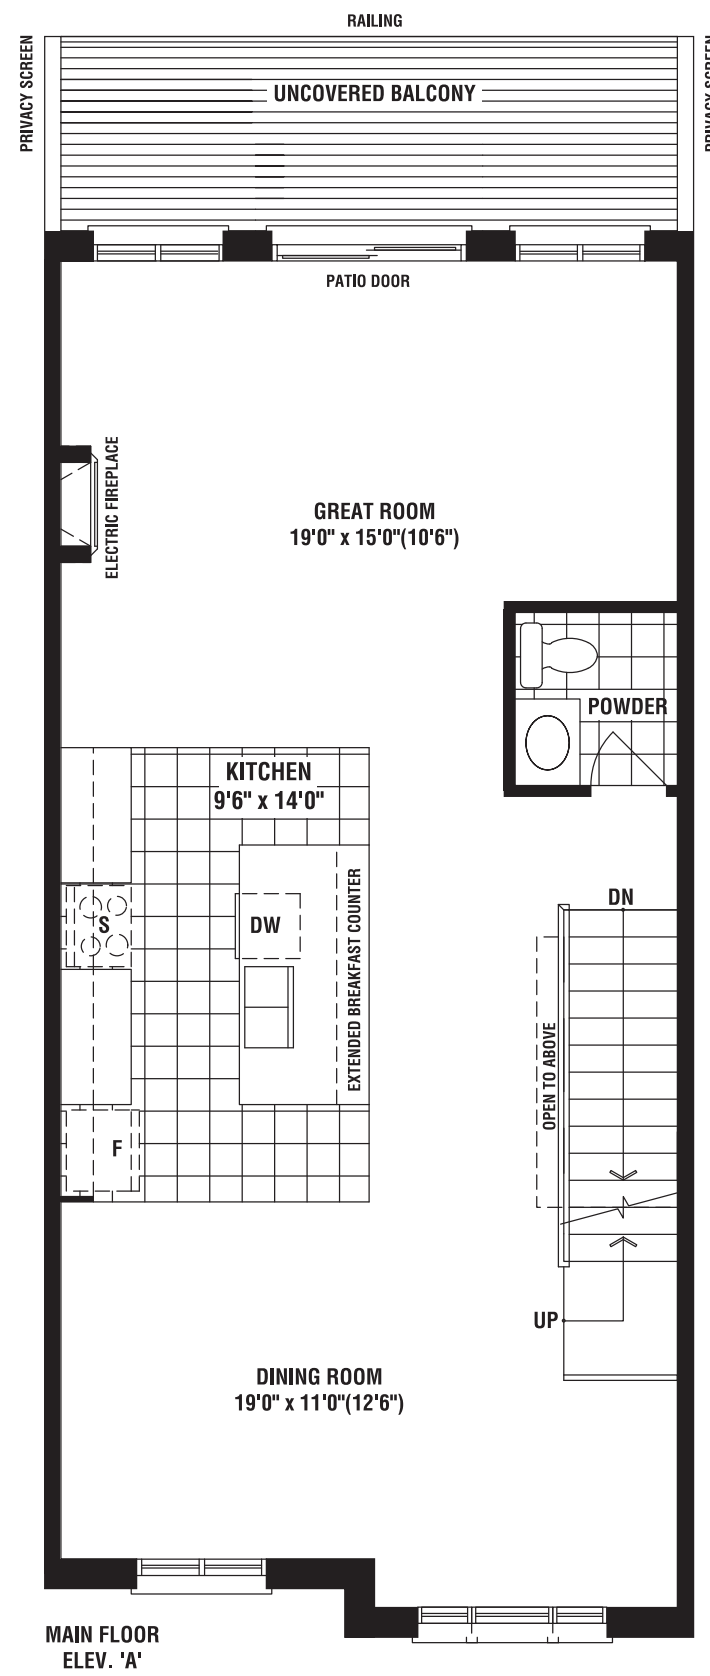 RAILING
PRIVACY SCREEN
PRIVACY SCREEN
UNCOVERED BALCONY
PATIO DOOR
ELECTRIC FIREPLACE
GREAT ROOM
19'0" x 15'0"(10'6")
POWDER
KITCHEN
9'6" x 14'0"
S
DW
EXTENDED BREAKFAST COUNTER
DN
OPEN TO ABOVE
F
UP
DINING ROOM
19'0" x 11'0"(12'6")
MAIN FLOOR
ELEV. 'A'